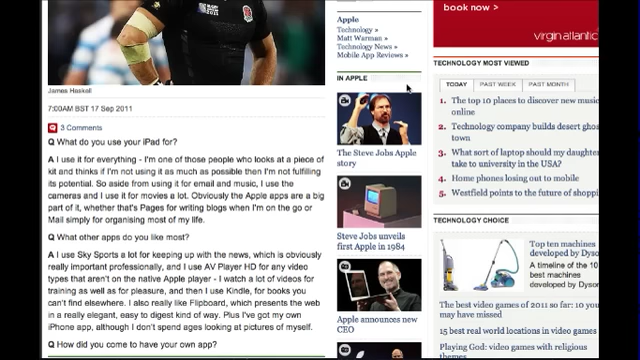 James Haskell
7:00AM BST 17 Sep 2011
3 Comments
Q What do you use your iPad for?
A I use it for everything - I'm one of those people who looks at a piece of
kit and thinks if I'm not using it as much as possible then I'm not fulfilling
its potential. So aside from using it for email and music, I use the
cameras and I use it for movies a lot. Obviously the Apple apps are a big
part of it, whether that's Pages for writing blogs when I'm on the go or
Mail simply for organising most of my life.
Q What other apps do you like most?
A I use Sky Sports a lot for keeping up with the news, which is obviously
really important professionally, and I use AV Player HD for any video
types that aren't on the native Apple player - I watch a lot of videos for
training as well as for pleasure, and then I use Kindle, for books you
can't find elsewhere. I also really like Flipboard, which presents the web
in a really elegant, easy to digest kind of way. Plus I've got my own
iPhone app, although I don't spend ages looking at pictures of myself.
Q How did you come to have your own app?
Apple
Technology »
Matt Warman »
Technology News »
Mobile App Reviews »
IN APPLE
The Steve Jobs Apple
story
Steve Jobs unveils
first Apple in 1984
Apple announces new
CEO
book now >
virgin atlantic
TECHNOLOGY MOST VIEWED
TODAY PAST WEEK PAST MONTH
1. The top 10 places to discover new music
online
2. Technology company builds desert ghos
town
3. What sort of laptop should my daughter
take to university in the USA?
4. Home phones losing out to mobile
5. Westfield points to the future of shoppi
TECHNOLOGY CHOICE
Top ten machines
developed by Dyso
A timeline of the 10
best machines
developed by
The best video games of 2011 so far: 10 you
may have missed
15 best real world locations in video games
Playing God: video games with religious